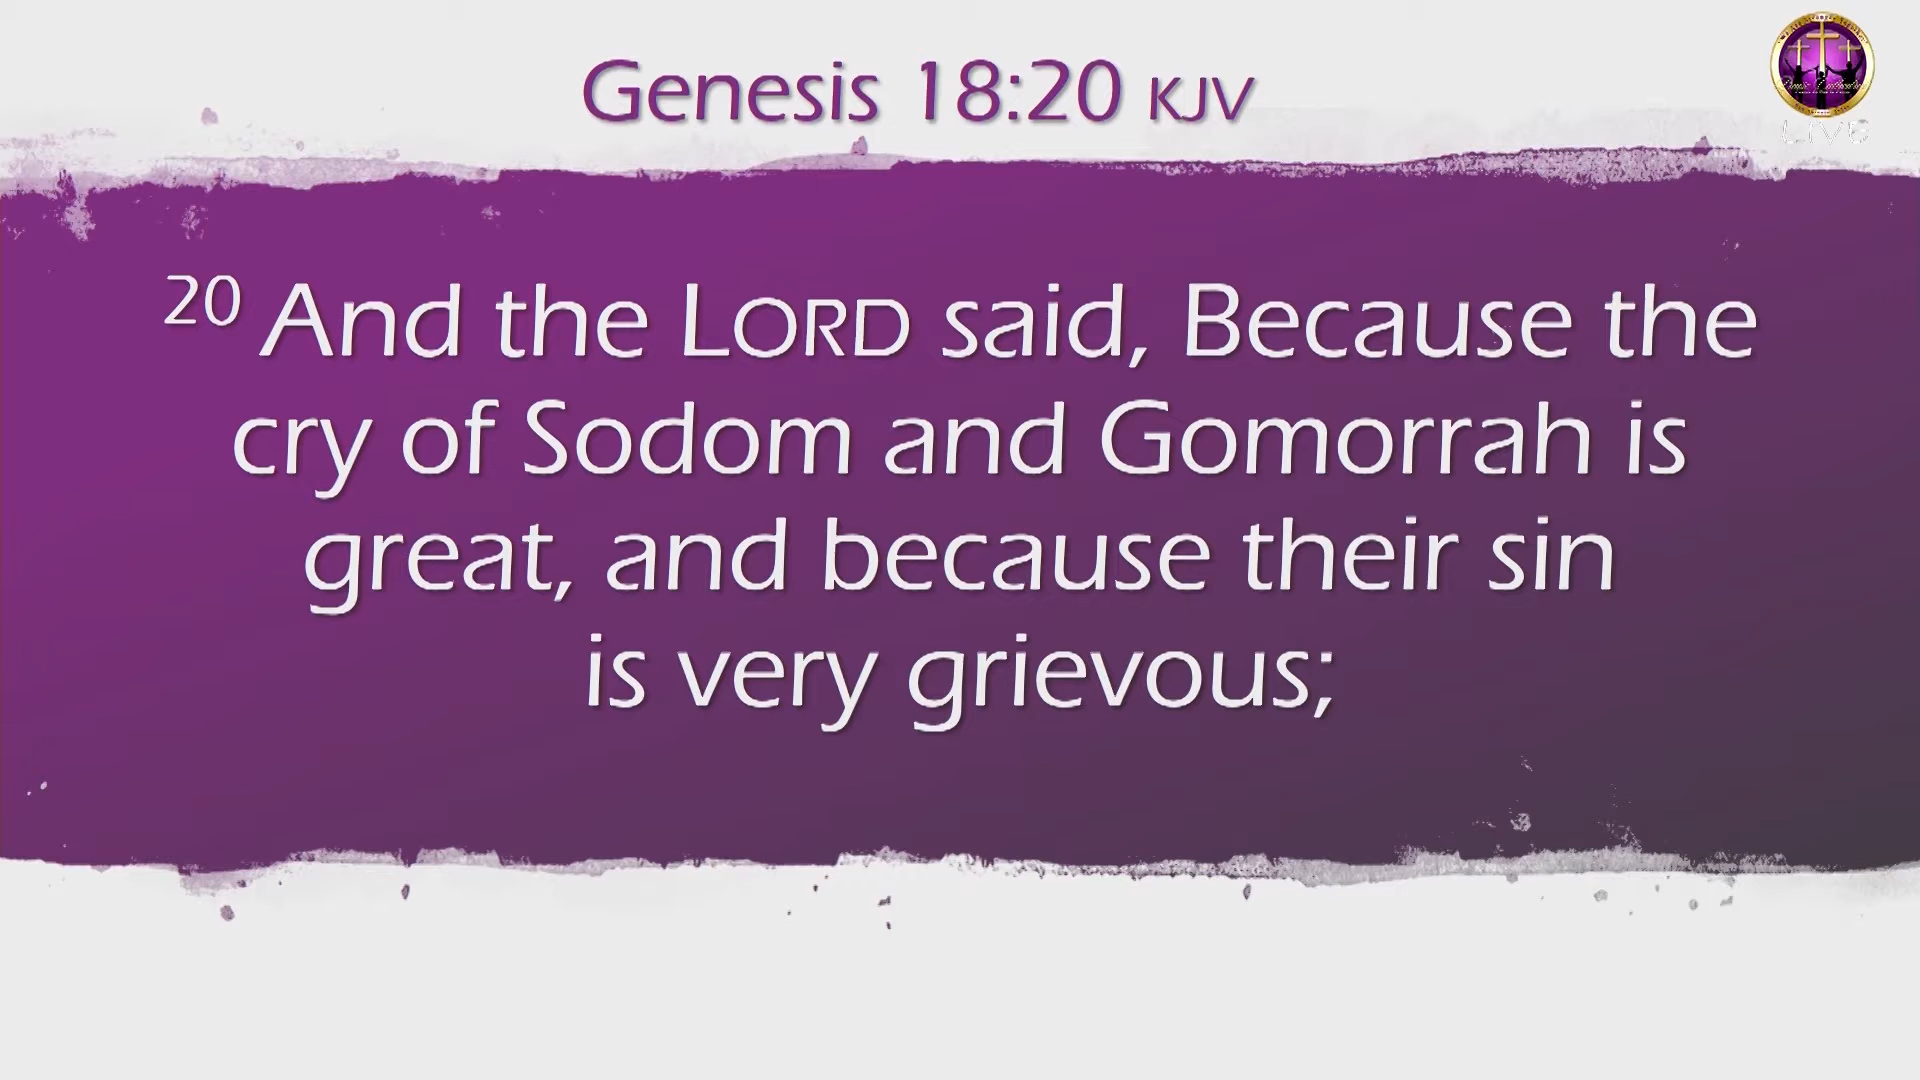 Genesis 18:20 KJV
LIVE
20 And the LORD said, Because the
cry of Sodom and Gomorrah is
great, and because their sin
is very grievous;